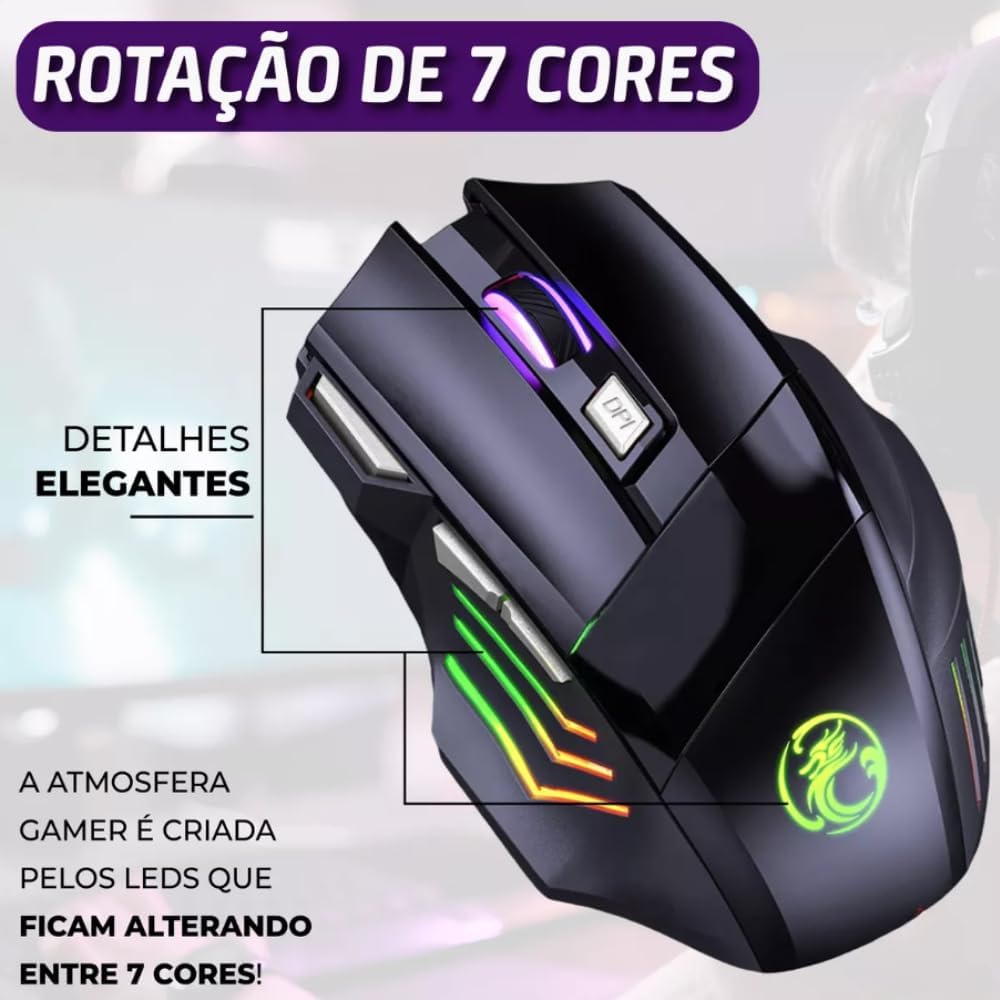 ROTAÇÃO DE 7 CORES
DPI
DETALHES
ELEGANTES
A ATMOSFERA
GAMER É CRIADA
PELOS LEDS QUE
FICAM ALTERANDO
ENTRE 7 CORES!